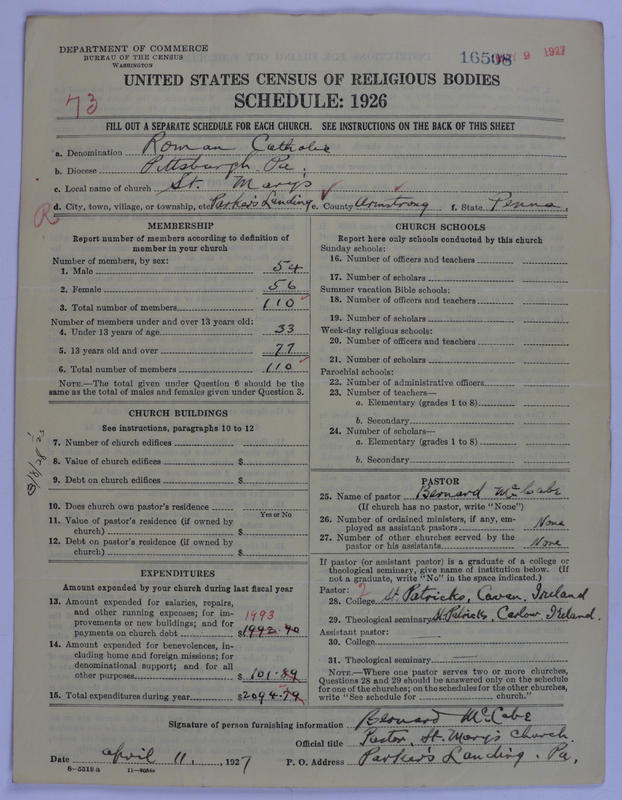 DEPARTMENT OF COMMERCE
BUREAU OF THE CENSUS
WASHINGTON
9 1927
UNITED STATES CENSUS OF RELIGIOUS BODIES
73
SCHEDULE: 1926
FILL OUT A SEPARATE SCHEDULE FOR EACH CHURCH. SEE INSTRUCTIONS ON THE BACK OF THIS SHEET
a. Denomination Roman Catholic
b. Diocese Pittsburgh. Pa.
c. Local name of church St. Mary's
d. City, town, village, or township, etc Parker's Landing e. County Armstrong f. State Penna.
R
MEMBERSHIP
Report number of members according to definition of
member in your church
Number of members, by sex:
1. Male 54
2. Female 56
3. Total number of members 110
Number of members under and over 13 years old:
4. Under 13 years of age 33
5. 13 years old and over 77
6. Total number of members 110
NOTE.—The total given under Question 6 should be the
same as the total of males and females given under Question 3.
CHURCH BUILDINGS
See instructions, paragraphs 10 to 12
7. Number of church edifices
8. Value of church edifices $
9. Debt on church edifices $
10. Does church own pastor's residence
Yes or No
11. Value of pastor's residence (if owned by
church) $
12. Debt on pastor's residence (if owned by
church) $
EXPENDITURES
Amount expended by your church during last fiscal year
13. Amount expended for salaries, repairs,
and other running expenses; for im-
provements or new buildings; and for
payments on church debt $1992.90
1993
14. Amount expended for benevolences, in-
cluding home and foreign missions; for
denominational support; and for all
other purposes $101.89
15. Total expenditures during year $2094.79
CHURCH SCHOOLS
Report here only schools conducted by this church
Sunday schools:
16. Number of officers and teachers
17. Number of scholars
Summer vacation Bible schools:
18. Number of officers and teachers
19. Number of scholars
Week-day religious schools:
20. Number of officers and teachers
21. Number of scholars
Parochial schools:
22. Number of administrative officers
23. Number of teachers—
a. Elementary (grades 1 to 8)
b. Secondary
24. Number of scholars—
a. Elementary (grades 1 to 8)
b. Secondary
PASTOR
25. Name of pastor Bernard McCabe
(If church has no pastor, write "None")
26. Number of ordained ministers, if any, em-
ployed as assistant pastors None
27. Number of other churches served by the
pastor or his assistants None
If pastor (or assistant pastor) is a graduate of a college or
theological seminary, give name of institution below. (If
not a graduate, write "No" in the space indicated.)
Pastor: 2
28. College St. Patricks, Cavan, Ireland
29. Theological seminary St. Patricks, Carlow Ireland.
Assistant pastor:
30. College
31. Theological seminary
NOTE.—Where one pastor serves two or more churches,
Questions 28 and 29 should be answered only on the schedule
for one of the churches; on the schedules for the other churches,
write "See schedule for church."
Signature of person furnishing information Bernard McCabe
Official title Pastor, St. Mary's Church
Date April 11, 1927 P. O. Address Parker's Landing. Pa.
8—5519 a